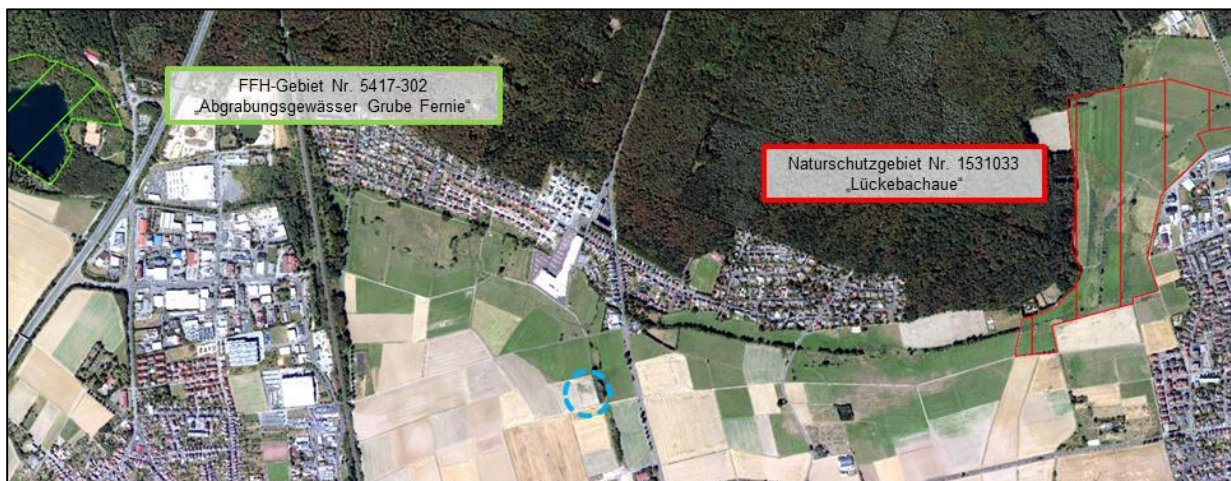 FFH-Gebiet Nr. 5417-302
„Abgrabungsgewässer Grube Fernie“
Naturschutzgebiet Nr. 1531033
„Lückebachaue“